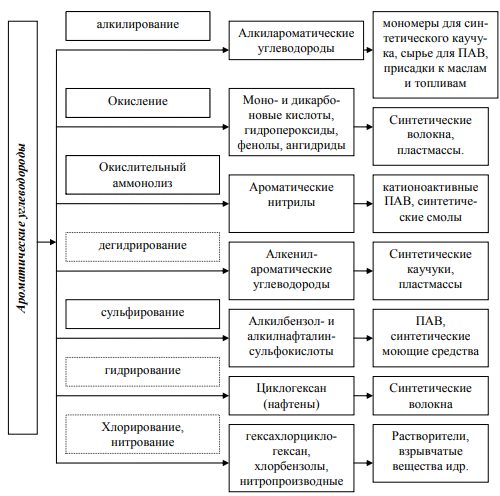 Ароматические углеводороды
алкилирование
Алкилароматические
углеводороды
мономеры для син-
тетического каучу-
ка, сырье для ПАВ,
присадки к маслам
и топливам
Окисление
Моно- и дикарбо-
новые кислоты,
гидропероксиды,
фенолы, ангидриды
Синтетические
волокна,
пластмассы.
Окислительный
аммонолиз
Ароматические
нитрилы
катионоактивные
ПАВ, синтетиче-
ские смолы
дегидрирование
Алкенил-
ароматические
углеводороды
Синтетические
каучуки,
пластмассы
сульфирование
Алкилбензол- и
алкилнафталин-
сульфокислоты
ПАВ,
синтетические
моющие средства
гидрирование
Циклогексан
(нафтены)
Синтетические
волокна
Хлорирование,
нитрование
гексахлорцикло-
гексан,
хлорбензолы,
нитропроизводные
Растворители,
взрывчатые
вещества идр.